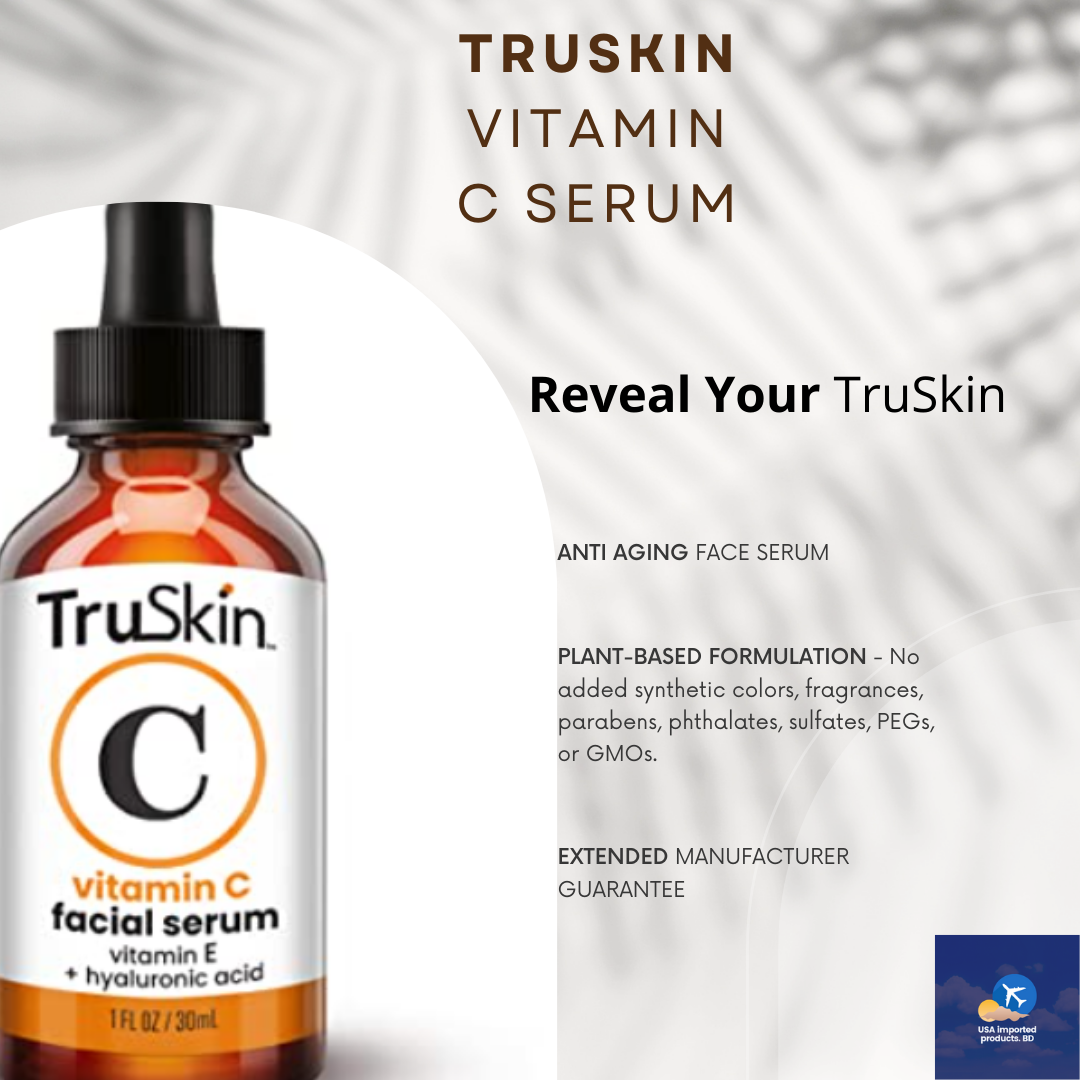 TRUSKIN
VITAMIN
C SERUM
Reveal Your TruSkin
ANTI AGING FACE SERUM
PLANT-BASED FORMULATION - No
added synthetic colors, fragrances,
parabens, phthalates, sulfates, PEGs,
or GMOs.
EXTENDED MANUFACTURER
GUARANTEE
TruSkin™
C
vitamin C
facial serum
vitamin E
+ hyaluronic acid
1 FL OZ / 30mL
USA imported
products. BD